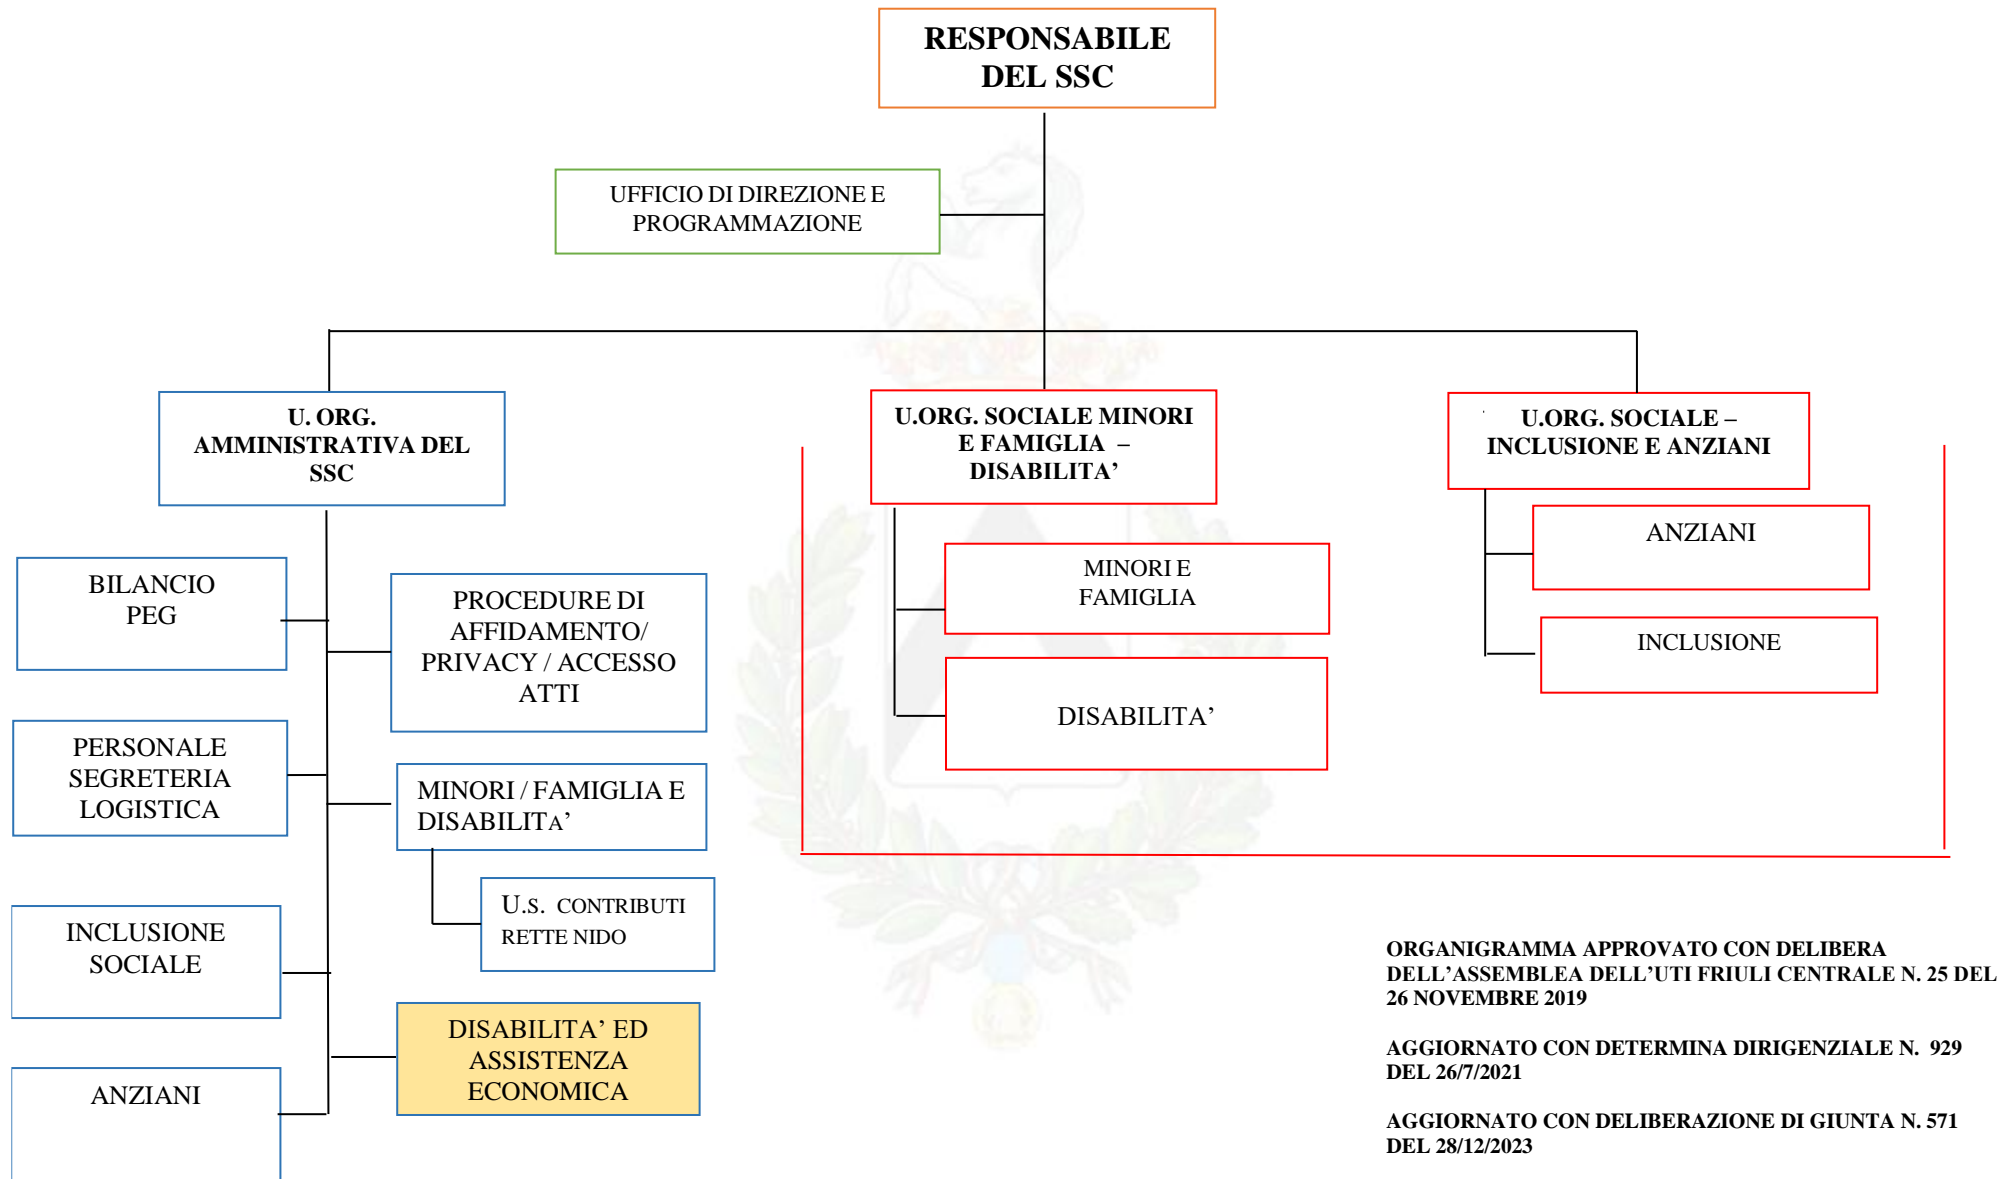 RESPONSABILE
DEL SSC
UFFICIO DI DIREZIONE E
PROGRAMMAZIONE
U. ORG.
AMMINISTRATIVA DEL
SSC
U.ORG. SOCIALE MINORI
E FAMIGLIA –
DISABILITA’
U.ORG. SOCIALE –
INCLUSIONE E ANZIANI
BILANCIO
PEG
PROCEDURE DI
AFFIDAMENTO/
PRIVACY / ACCESSO
ATTI
PERSONALE
SEGRETERIA
LOGISTICA
MINORI / FAMIGLIA E
DISABILITA’
U.S. CONTRIBUTI
RETTE NIDO
INCLUSIONE
SOCIALE
DISABILITA’ ED
ASSISTENZA
ECONOMICA
ANZIANI
MINORI E
FAMIGLIA
DISABILITA’
ANZIANI
INCLUSIONE
ORGANIGRAMMA APPROVATO CON DELIBERA
DELL’ASSEMBLEA DELL’UTI FRIULI CENTRALE N. 25 DEL
26 NOVEMBRE 2019
AGGIORNATO CON DETERMINA DIRIGENZIALE N. 929
DEL 26/7/2021
AGGIORNATO CON DELIBERAZIONE DI GIUNTA N. 571
DEL 28/12/2023